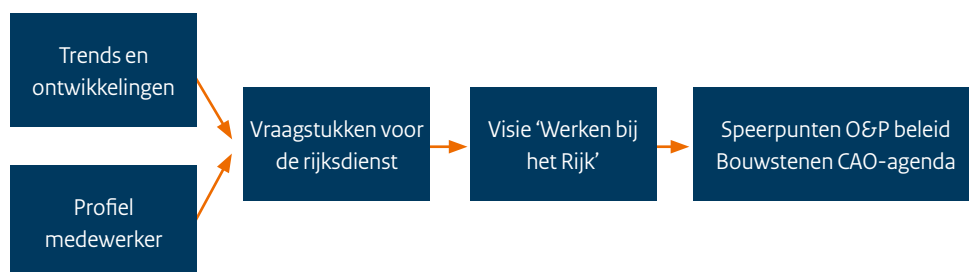 Trends en
ontwikkelingen
Profiel
medewerker
Vraagstukken voor
de rijksdienst
Visie ‘Werken bij
het Rijk’
Speerpunten O&P beleid
Bouwstenen CAO-agenda